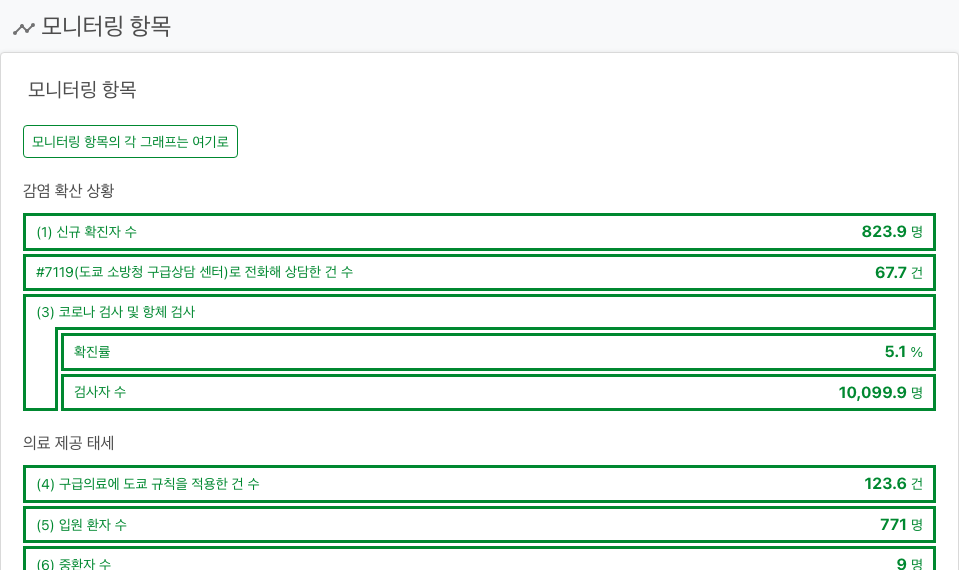 모니터링 항목
모니터링 항목
모니터링 항목의 각 그래프는 여기로
감염 확산 상황
(1) 신규 확진자 수 823.9 명
#7119(도쿄 소방청 구급상담 센터)로 전화해 상담한 건 수 67.7 건
(3) 코로나 검사 및 항체 검사
확진률 5.1 %
검사자 수 10,099.9 명
의료 제공 태세
(4) 구급의료에 도쿄 규칙을 적용한 건 수 123.6 건
(5) 입원 환자 수 771 명
(6) 중환자 수 9 명